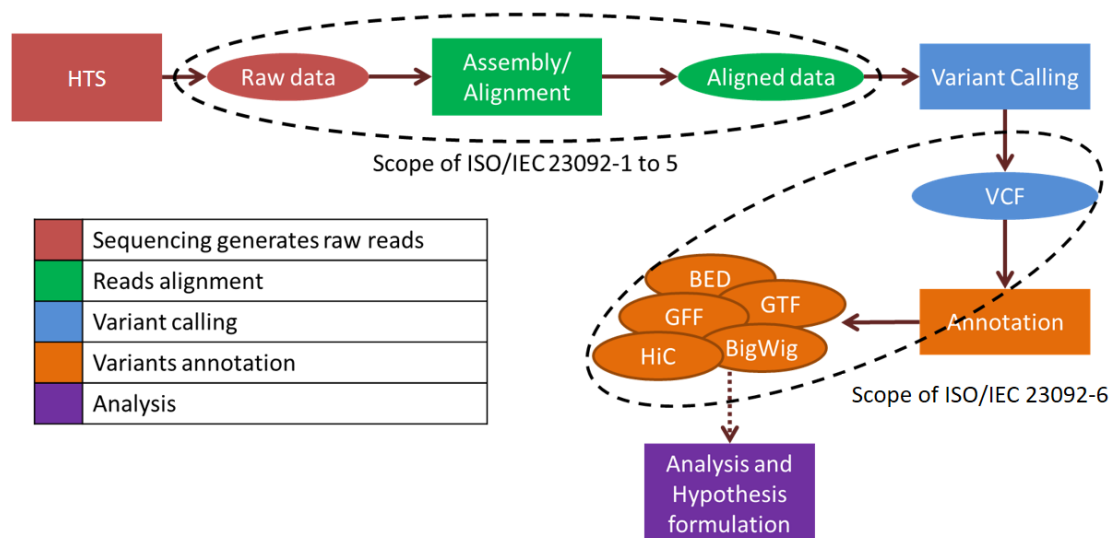 HTS
Raw data
Assembly/
Alignment
Aligned data
Variant Calling
Scope of ISO/IEC 23092-1 to 5
VCF
Sequencing generates raw reads
Reads alignment
Variant calling
Variants annotation
Analysis
BED
GTF
GFF
BigWig
HiC
Annotation
Scope of ISO/IEC 23092-6
Analysis and
Hypothesis
formulation